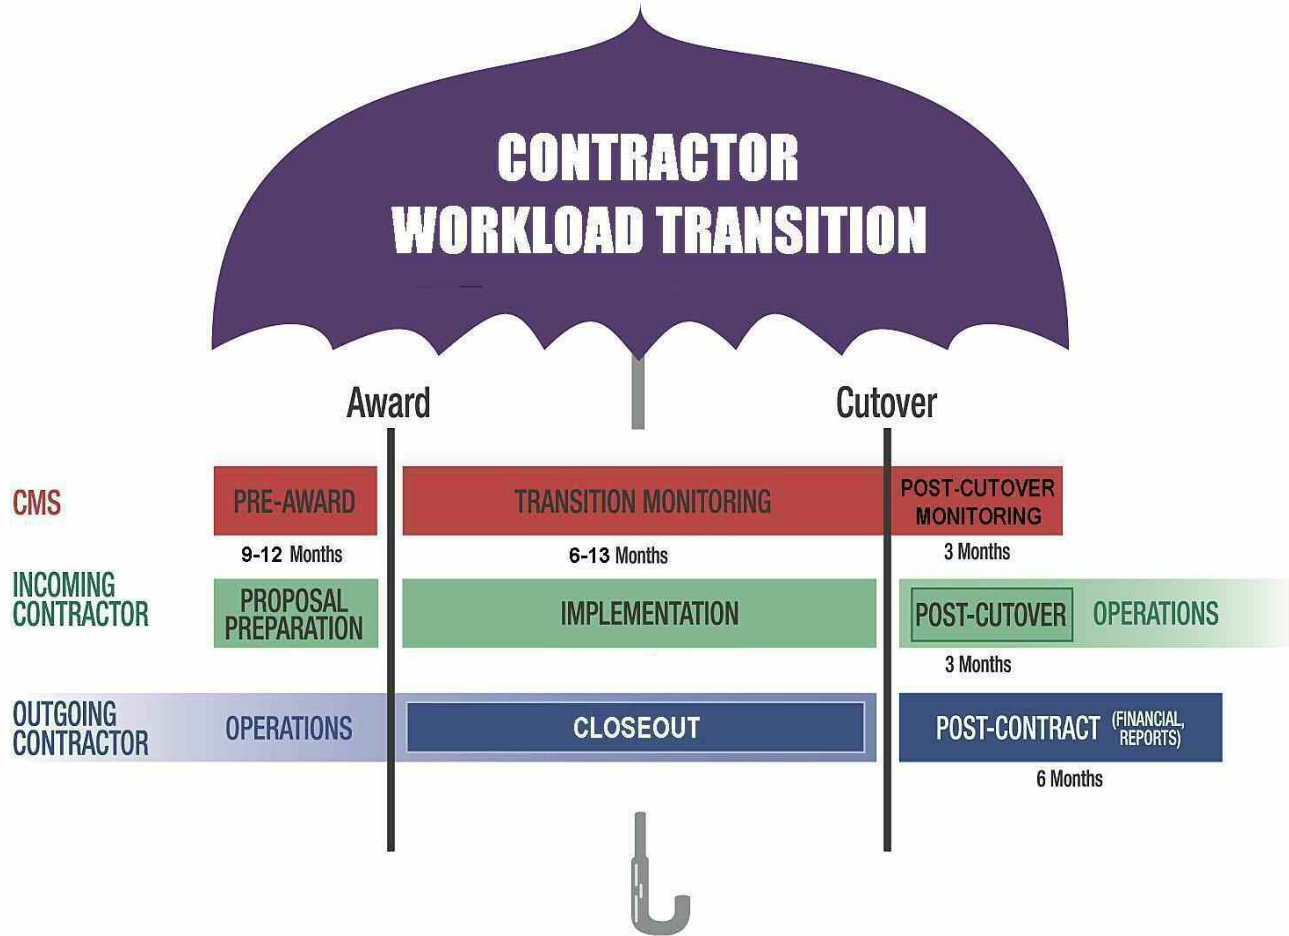 CONTRACTOR
WORKLOAD TRANSITION
Award
Cutover
CMS
PRE-AWARD
TRANSITION MONITORING
POST-CUTOVER
MONITORING
9-12 Months
6-13 Months
3 Months
INCOMING
CONTRACTOR
PROPOSAL
PREPARATION
IMPLEMENTATION
POST-CUTOVER
OPERATIONS
3 Months
OUTGOING
CONTRACTOR
OPERATIONS
CLOSEOUT
POST-CONTRACT (FINANCIAL,
REPORTS)
6 Months